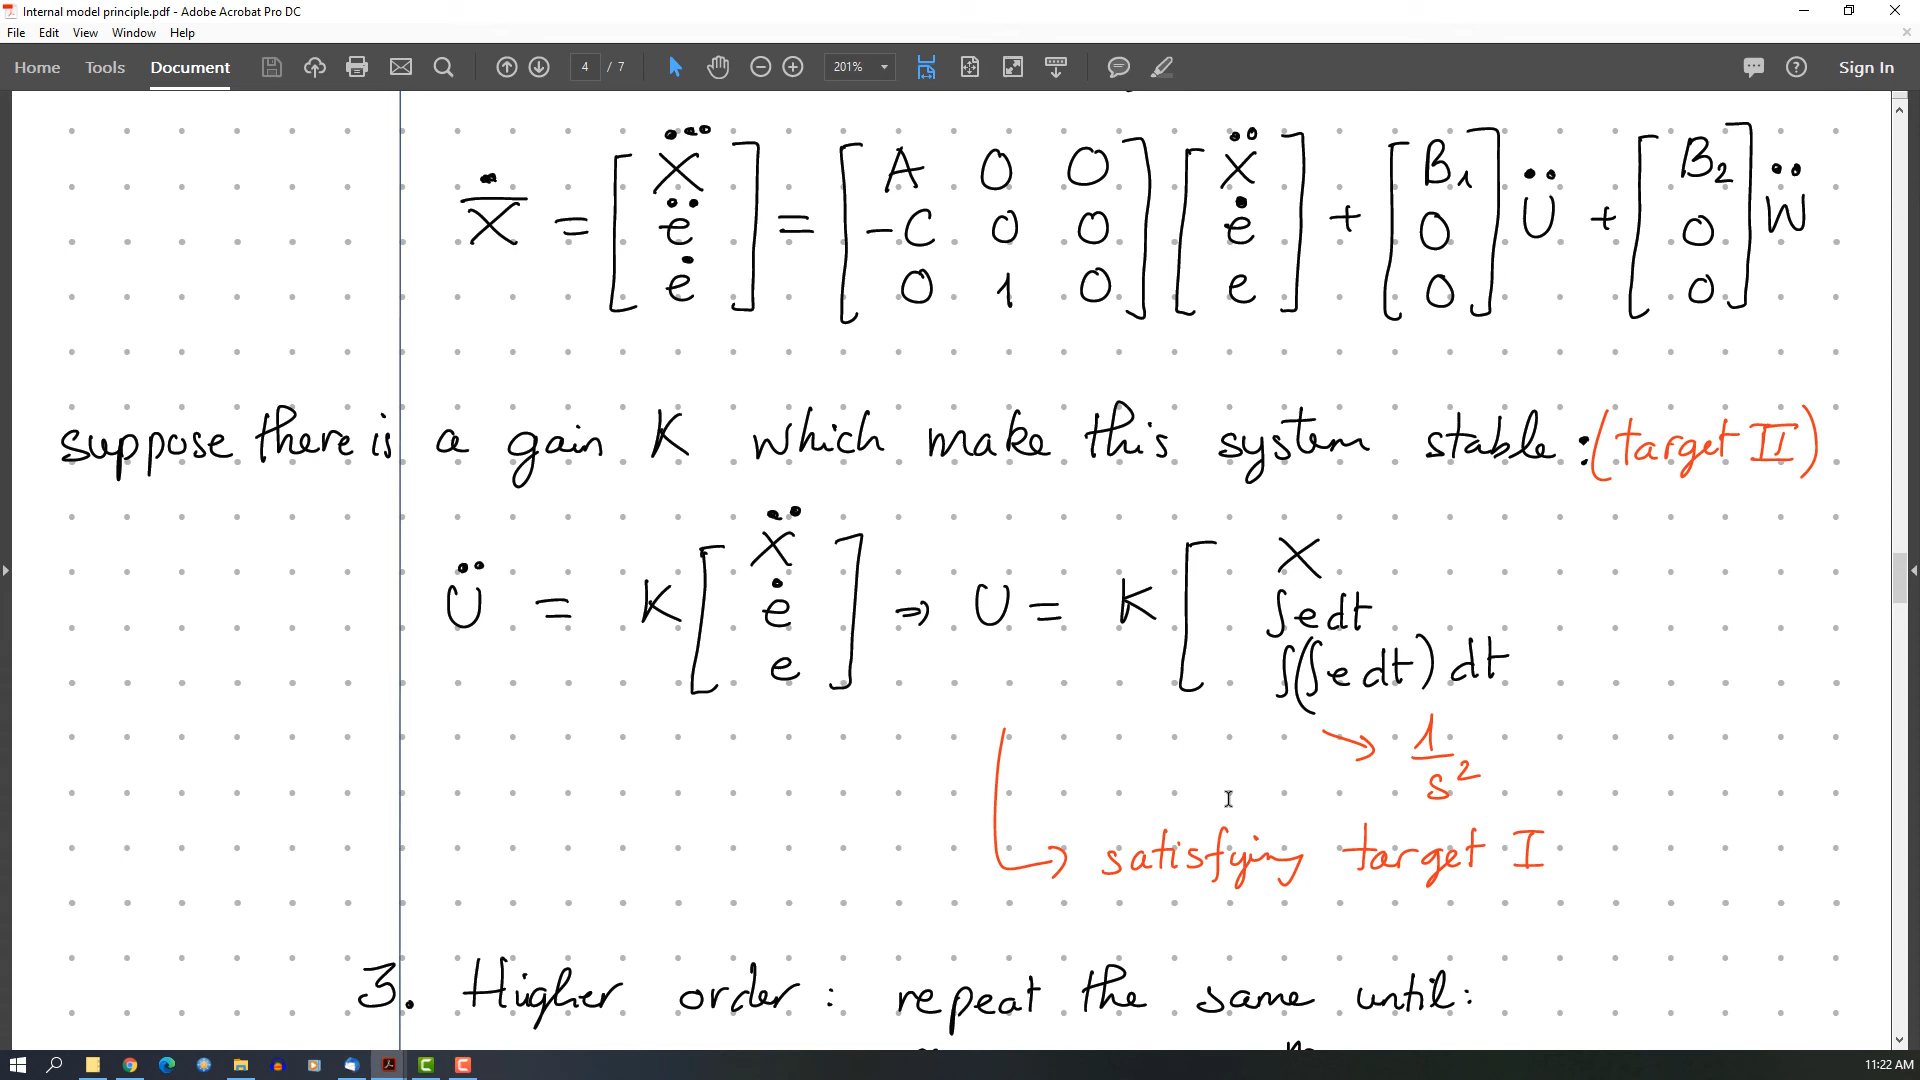 Internal model principle.pdf - Adobe Acrobat Pro DC
File Edit View Window Help
Home Tools Document 4 / 7 201% Sign In
Ẋ̄ = [ẍ̇ ë ė] = [A 0 0; -C 0 0; 0 1 0] [ẍ ė e] + [B₁ 0 0] Ü + [B₂ 0 0] Ẅ
suppose there is a gain K which make this system stable : (target II)
Ü = K [ẍ ė e] ⇒ U = K [x ∫e dt ∫(∫e dt) dt
→ 1/s²
↳ satisfying target I
3. Higher order : repeat the same until :
11:22 AM